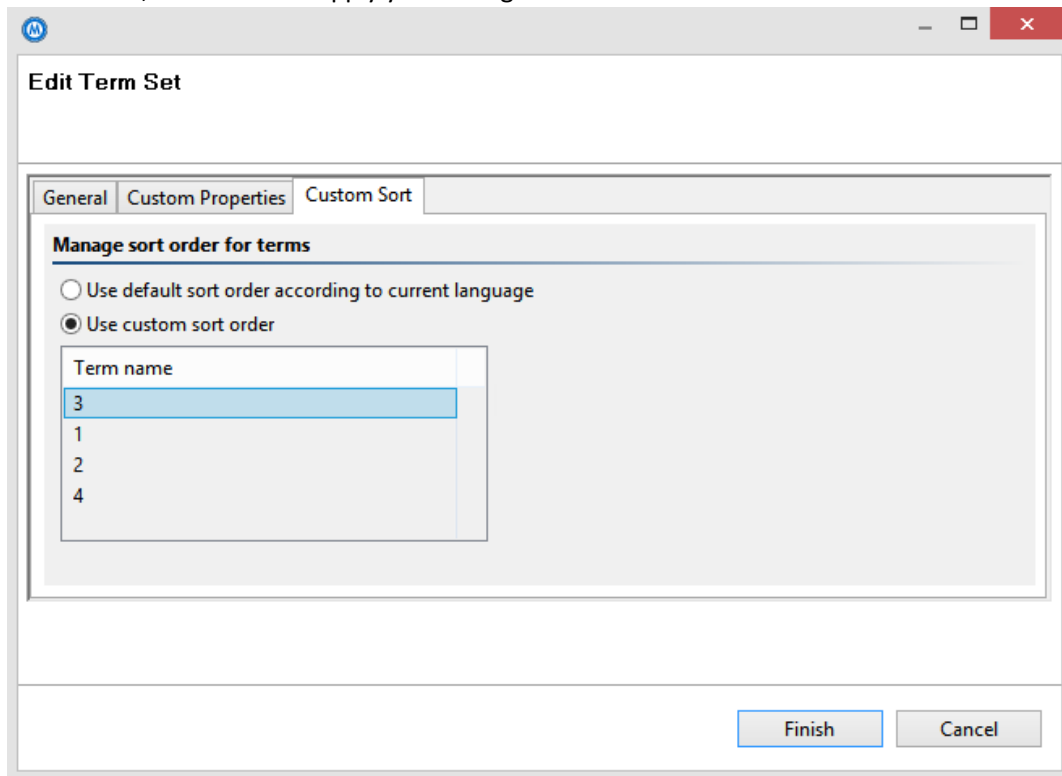 M
Edit Term Set
General Custom Properties Custom Sort
Manage sort order for terms
Use default sort order according to current language
Use custom sort order
Term name
3
1
2
4
Finish Cancel